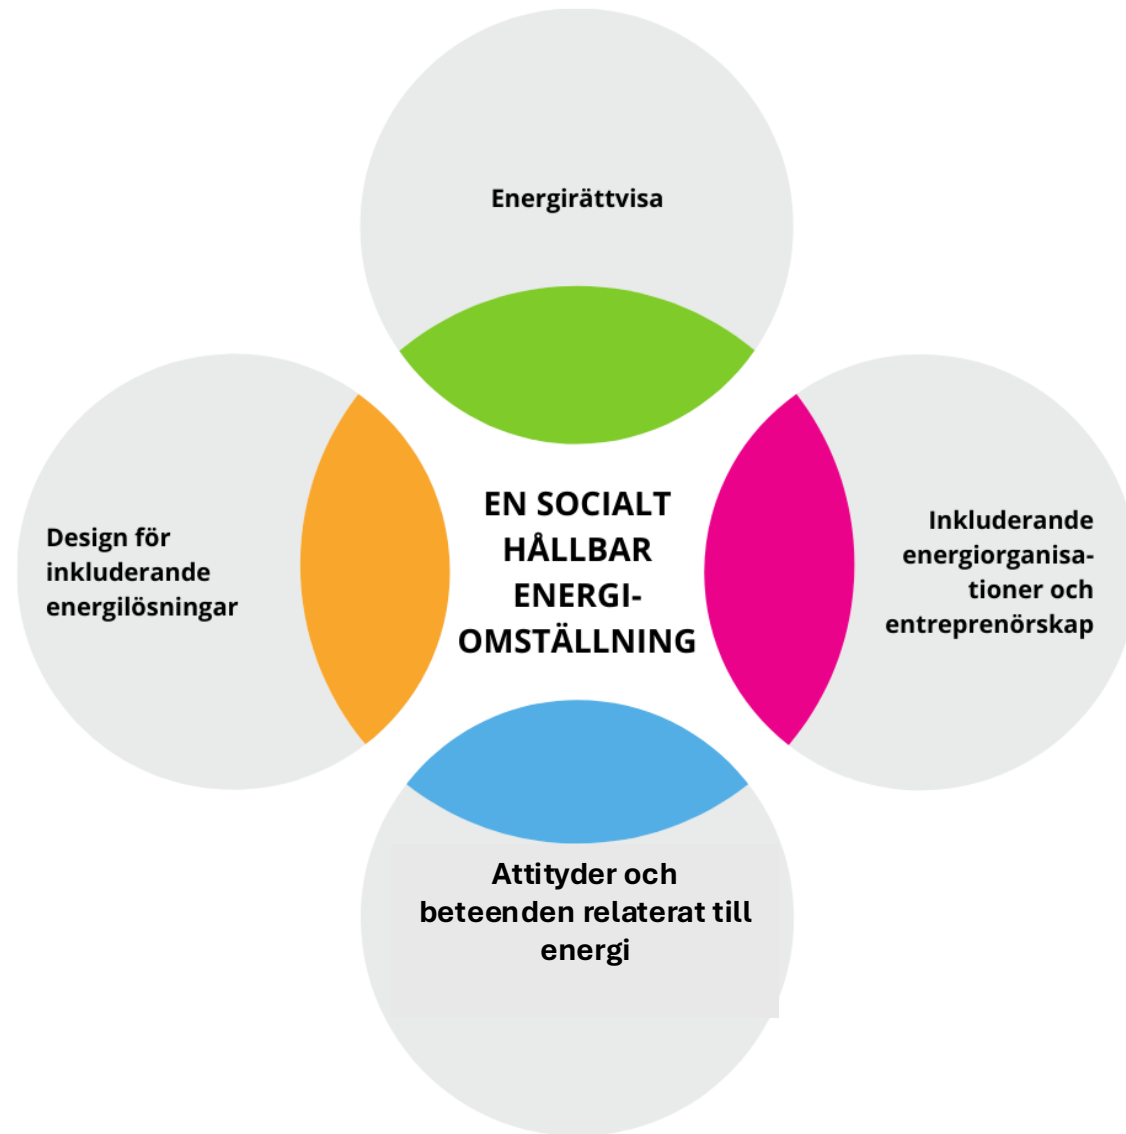 Energirättvisa
EN SOCIALT
HÅLLBAR
ENERGI-
OMSTÄLLNING
Design för
inkluderande
energilösningar
Inkluderande
energiorganisa-
tioner och
entreprenörskap
Attityder och
beteenden relaterat till
energi